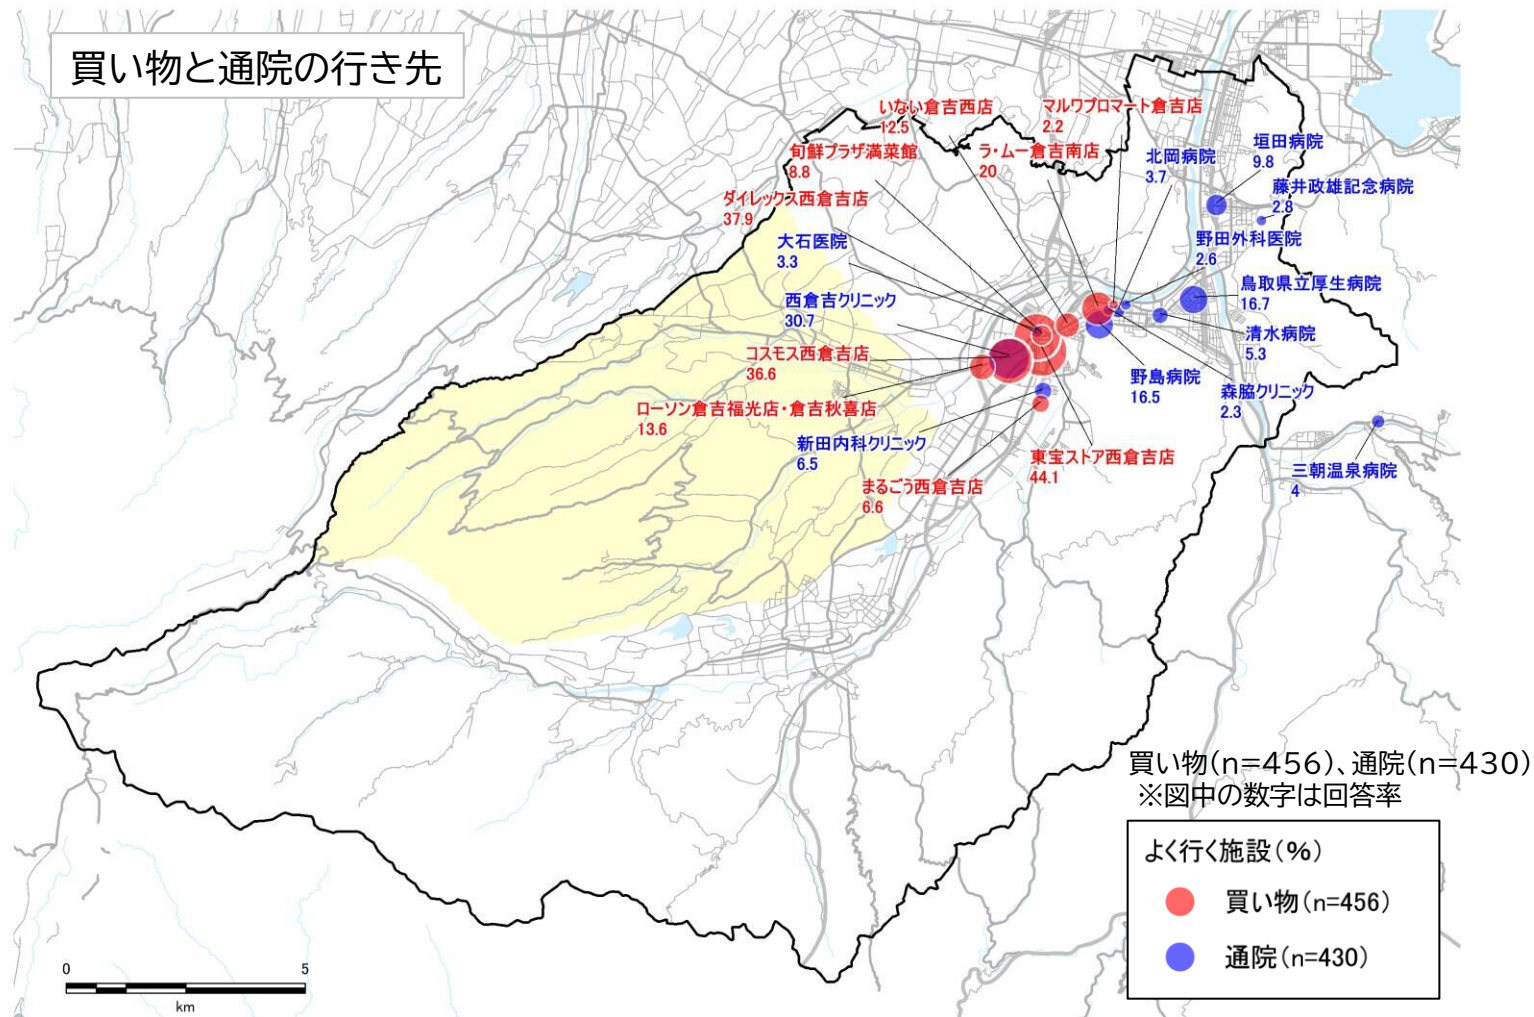 買い物と通院の行き先
いない倉吉西店
12.5
マルワプロマート倉吉店
2.2
旬鮮プラザ満菜館
8.8
ラ・ムー倉吉南店
20
北岡病院
3.7
垣田病院
9.8
藤井政雄記念病院
2.8
ダイレックス西倉吉店
37.9
大石医院
3.3
野田外科医院
2.6
西倉吉クリニック
30.7
鳥取県立厚生病院
16.7
清水病院
5.3
コスモス西倉吉店
36.6
野島病院
16.5
森脇クリニック
2.3
ローソン倉吉福光店・倉吉秋喜店
13.6
新田内科クリニック
6.5
東宝ストア西倉吉店
44.1
三朝温泉病院
4
まるごう西倉吉店
6.6
買い物(n=456)、通院(n=430)
※図中の数字は回答率
よく行く施設(%)
買い物(n=456)
通院(n=430)
0 5
km